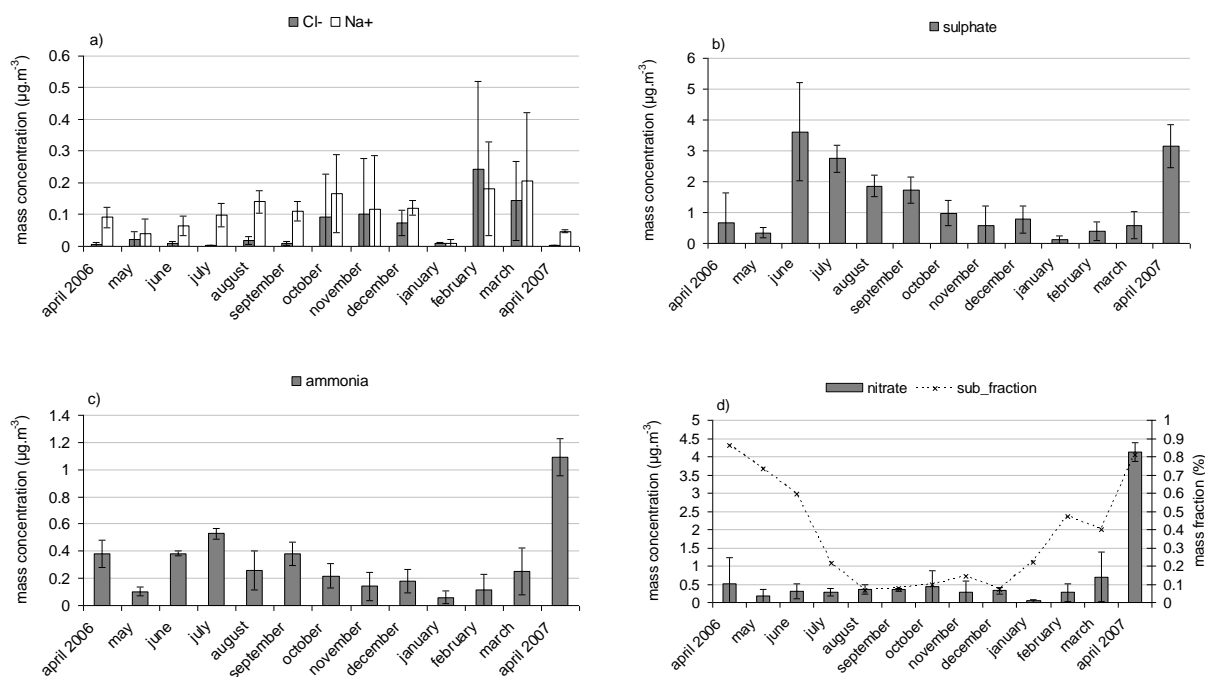 Cl- Na+
a)
mass concentration (µg.m-3)
0.6
0.5
0.4
0.3
0.2
0.1
0
april 2006
may
june
july
august
september
october
november
december
january
february
march
april 2007
sulphate
b)
mass concentration (µg.m-3)
6
5
4
3
2
1
0
april 2006
may
june
july
august
september
october
november
december
january
february
march
april 2007
ammonia
c)
mass concentration (µg.m-3)
1.4
1.2
1
0.8
0.6
0.4
0.2
0
april 2006
may
june
july
august
september
october
november
december
january
february
march
april 2007
nitrate sub_fraction
d)
mass concentration (µg.m-3)
5
4.5
4
3.5
3
2.5
2
1.5
1
0.5
0
april 2006
may
june
july
august
september
october
november
december
january
february
march
april 2007
1
0.9
0.8
0.7
0.6
0.5
0.4
0.3
0.2
0.1
0
mass fraction (%)